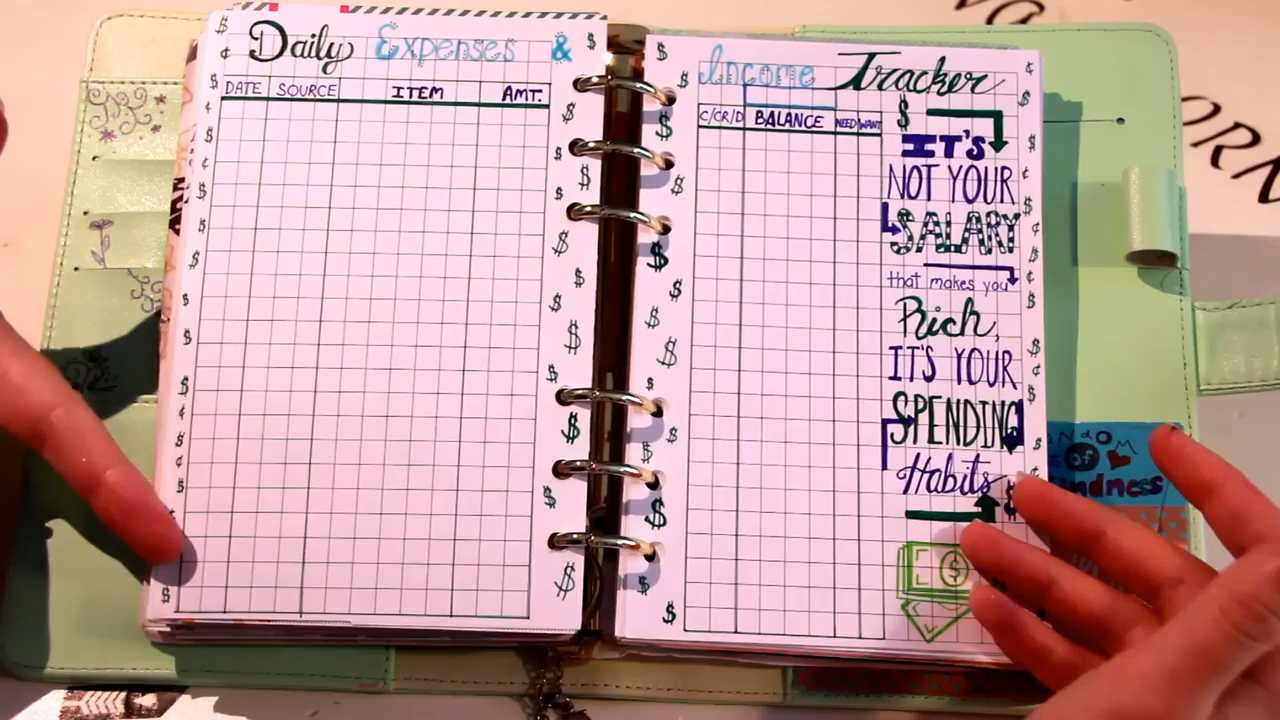 Daily Expenses &
DATE SOURCE ITEM AMT.
Income Tracker
C/CR/D BALANCE NEED WANT
IT'S
NOT YOUR
SALARY
that makes you
Rich,
IT'S YOUR
SPENDING
Habits
of
ORN